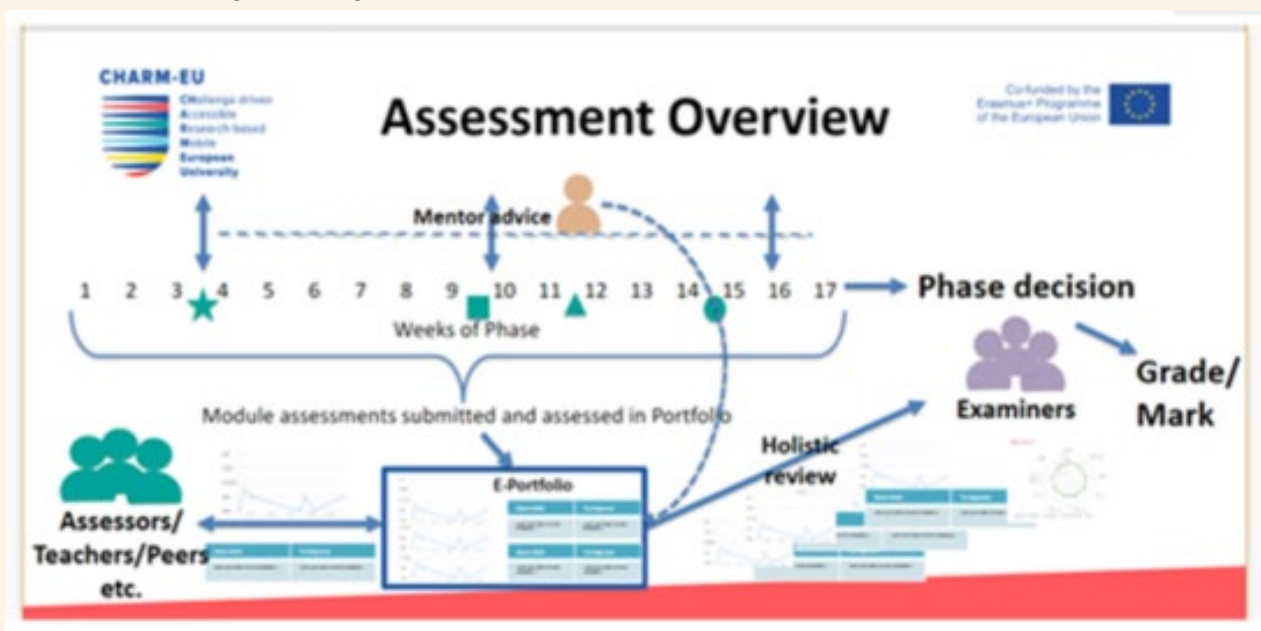 CHARM-EU
CHallenge driven
Accessible
Research based
Mobile
European
University
Assessment Overview
Co-funded by the
Erasmus+ Programme
of the European Union
Mentor advice
1 2 3 4 5 6 7 8 9 10 11 12 13 14 15 16 17
Phase decision
Weeks of Phase
Grade/
Mark
Examiners
Module assessments submitted and assessed in Portfolio
Holistic
review
E-Portfolio
Assessors/
Teachers/Peers
etc.